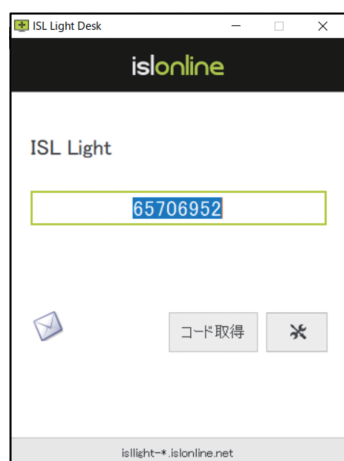 ISL Light Desk
islonline
ISL Light
65706952
コード取得
isllight-*.islonline.net